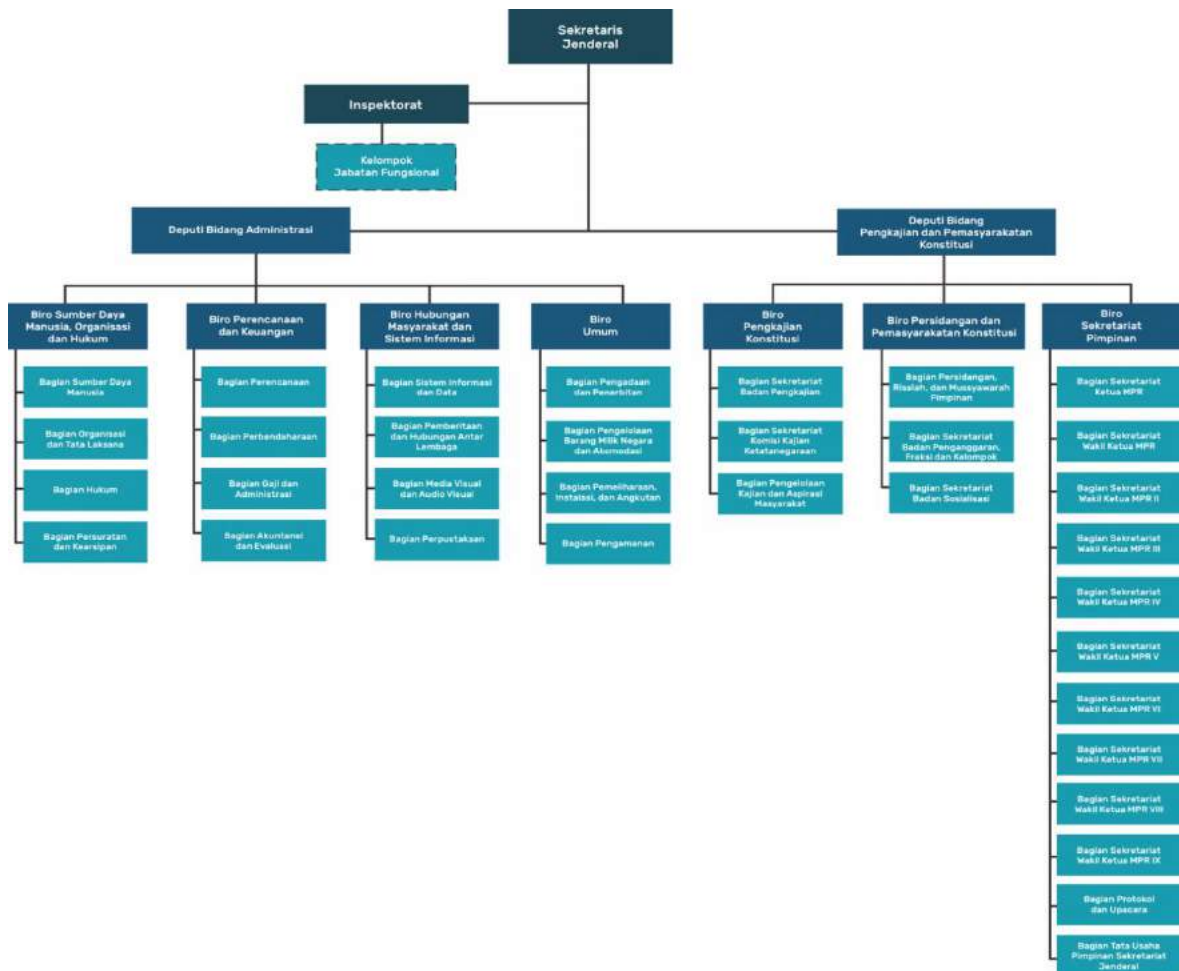 Sekretaris
Jenderal
Inspektorat
Kelompok
Jabatan Fungsional
Deputi Bidang Administrasi
Deputi Bidang
Pengkajian dan Pemasyarakatan
Konstitusi
Biro Sumber Daya
Manusia, Organisasi
dan Hukum
Bagian Sumber Daya
Manusia
Bagian Organisasi
dan Tata Laksana
Bagian Hukum
Bagian Persuratan
dan Kearsipan
Biro Perencanaan
dan Keuangan
Bagian Perencanaan
Bagian Perbendaharaan
Bagian Gaji dan
Administrasi
Bagian Akuntansi
dan Evaluasi
Biro Hubungan
Masyarakat dan
Sistem Informasi
Bagian Sistem Informasi
dan Data
Bagian Pemberitaan
dan Hubungan Antar
Lembaga
Bagian Media Visual
dan Audio Visual
Bagian Perpustakaan
Biro
Umum
Bagian Pengadaan
dan Penerbitan
Bagian Pengelolaan
Barang Milik Negara
dan Akomodasi
Bagian Pemeliharaan,
Instalasi, dan Angkutan
Bagian Pengamanan
Biro
Pengkajian
Konstitusi
Bagian Sekretariat
Badan Pengkajian
Bagian Sekretariat
Komisi Kajian
Ketatanegaraan
Bagian Pengelolaan
Kajian dan Aspirasi
Masyarakat
Biro Persidangan dan
Pemasyarakatan Konstitusi
Bagian Persidangan,
Risalah, dan Mussyawarah
Pimpinan
Bagian Sekretariat
Badan Penganggaran,
Fraksi dan Kelompok
Bagian Sekretariat
Badan Sosialisasi
Biro
Sekretariat
Pimpinan
Bagian Sekretariat
Ketua MPR
Bagian Sekretariat
Wakil Ketua MPR
Bagian Sekretariat
Wakil Ketua MPR II
Bagian Sekretariat
Wakil Ketua MPR III
Bagian Sekretariat
Wakil Ketua MPR IV
Bagian Sekretariat
Wakil Ketua MPR V
Bagian Sekretariat
Wakil Ketua MPR VI
Bagian Sekretariat
Wakil Ketua MPR VII
Bagian Sekretariat
Wakil Ketua MPR VIII
Bagian Sekretariat
Wakil Ketua MPR IX
Bagian Protokol
dan Upacara
Bagian Tata Usaha
Pimpinan Sekretariat
Jenderal